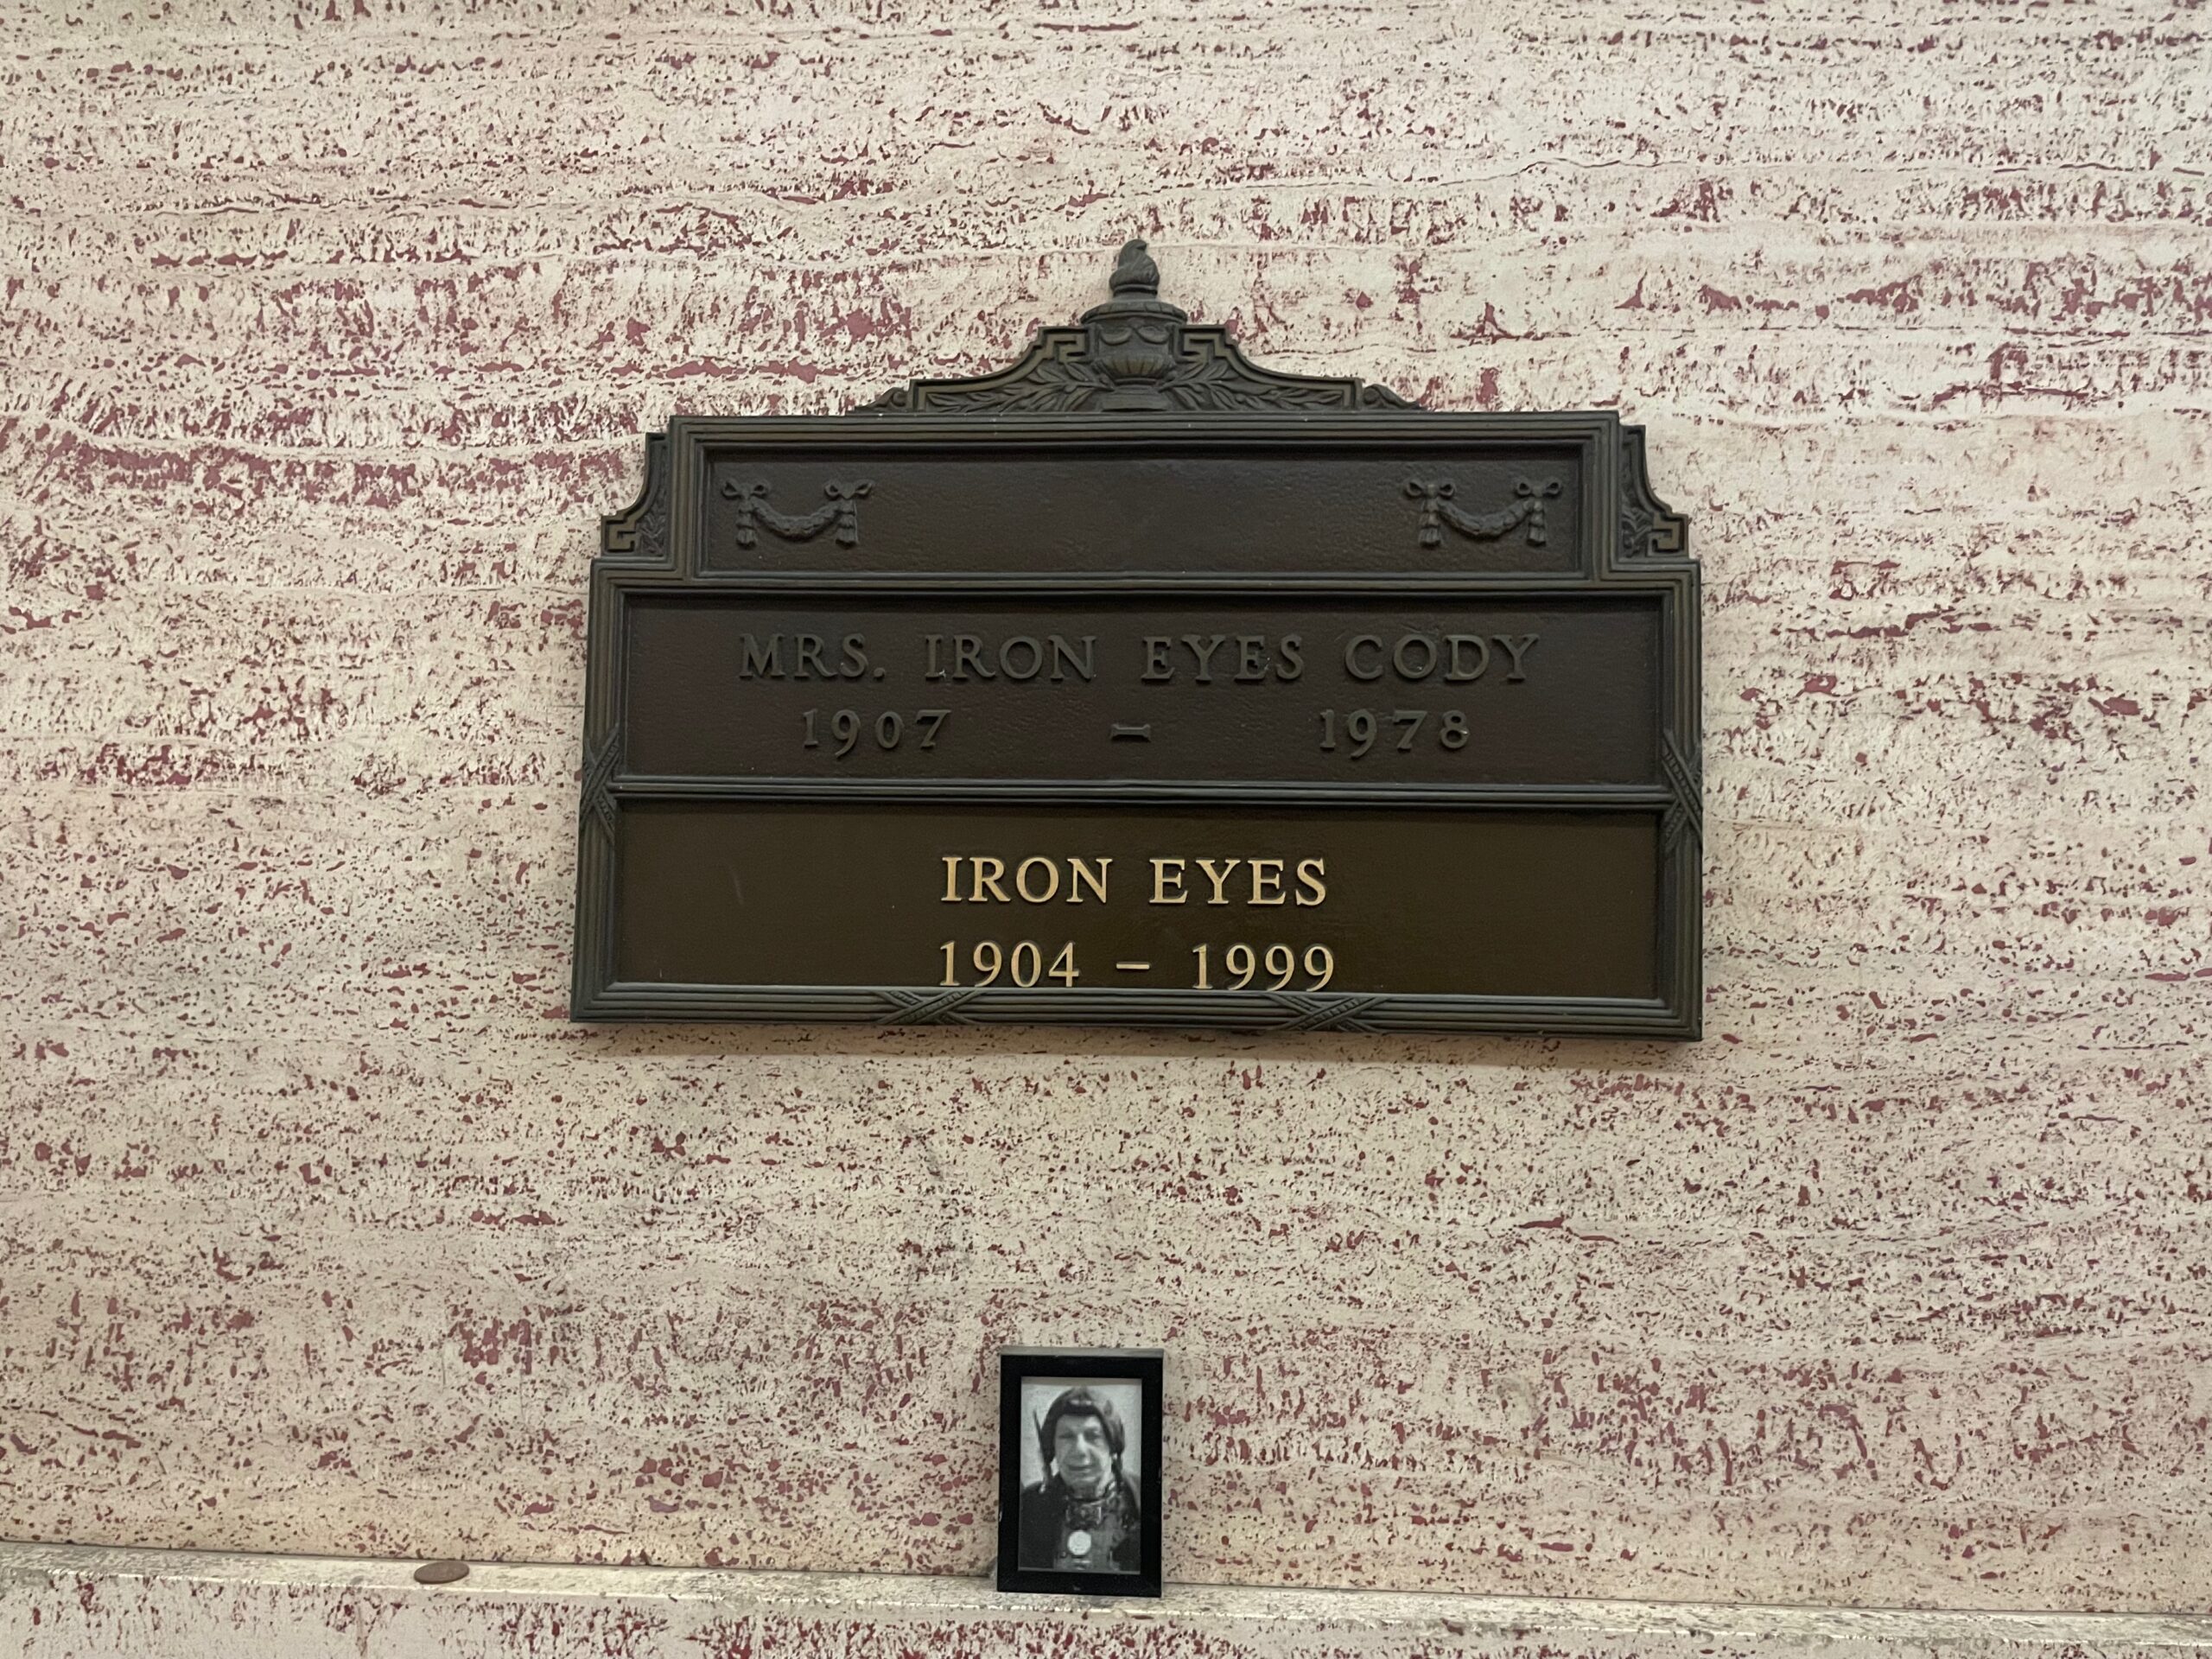 MRS. IRON EYES CODY
1907 – 1978
IRON EYES
1904 – 1999